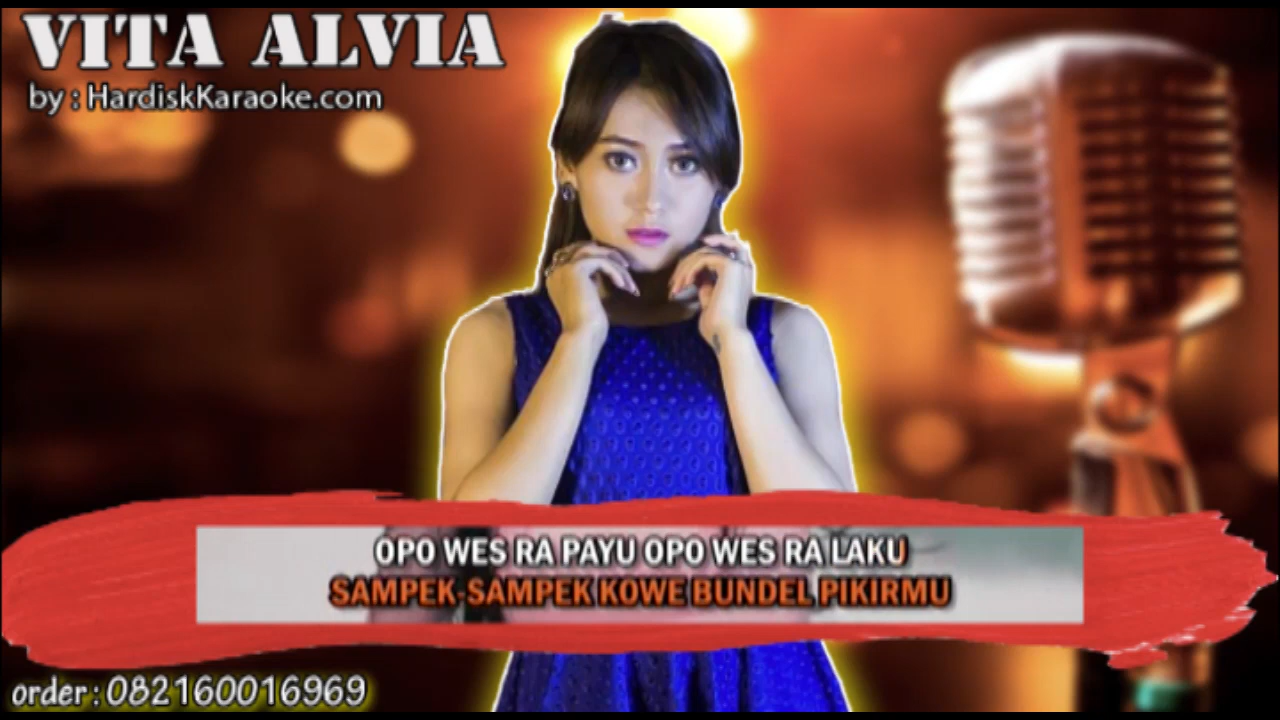 VITA ALVIA
by : HardiskKaraoke.com
OPO WES RA PAYU OPO WES RA LAKU
SAMPEK-SAMPEK KOWE BUNDEL PIKIRMU
order : 082160016969